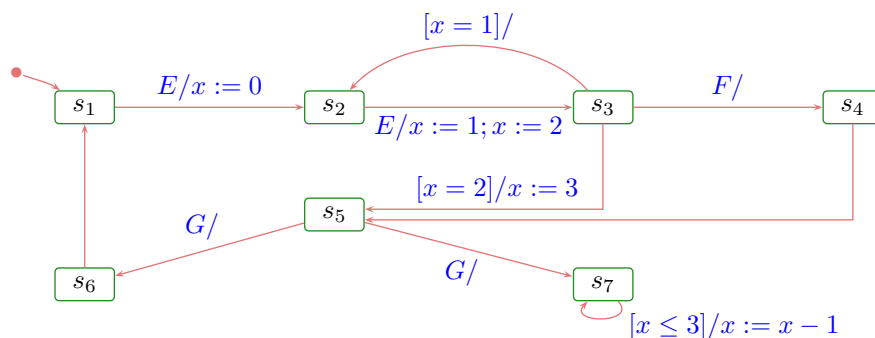 [x = 1]/
E/x := 0
F/
s1
s2
s3
s4
E/x := 1; x := 2
[x = 2]/x := 3
s5
G/
G/
s6
s7
[x ≤ 3]/x := x − 1